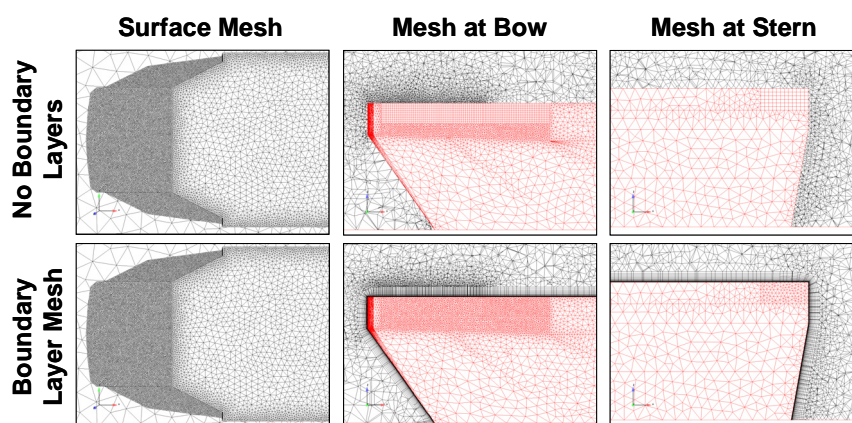 Surface Mesh
Mesh at Bow
Mesh at Stern
No Boundary
Layers
Boundary
Layer Mesh